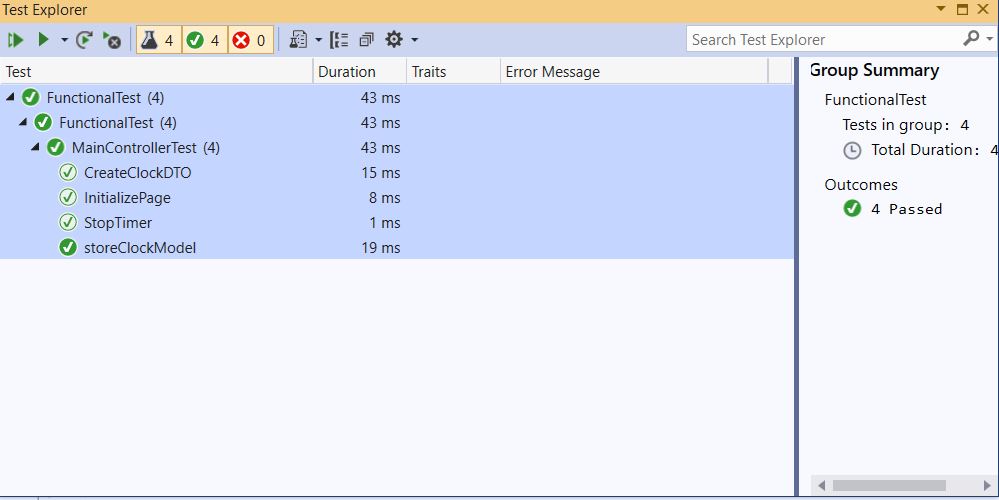 Test Explorer
4 4 0
Search Test Explorer
Test Duration Traits Error Message
FunctionalTest (4) 43 ms
FunctionalTest (4) 43 ms
MainControllerTest (4) 43 ms
CreateClockDTO 15 ms
InitializePage 8 ms
StopTimer 1 ms
storeClockModel 19 ms
Group Summary
FunctionalTest
Tests in group: 4
Total Duration: 4
Outcomes
4 Passed